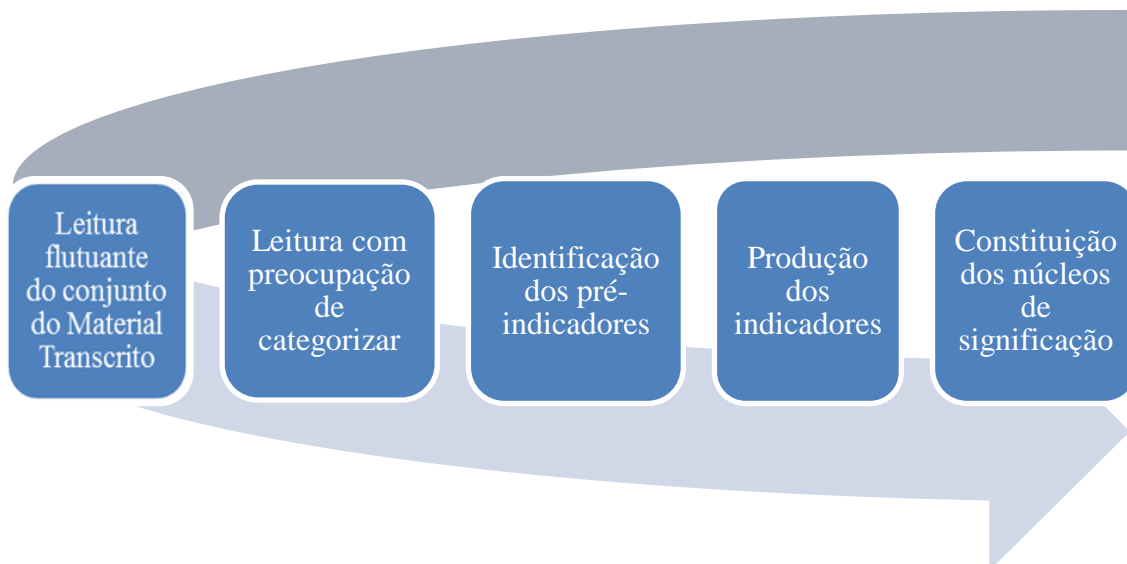 Leitura
flutuante
do conjunto
do Material
Transcrito
Leitura com
preocupação
de
categorizar
Identificação
dos pré-
indicadores
Produção
dos
indicadores
Constituição
dos núcleos
de
significação